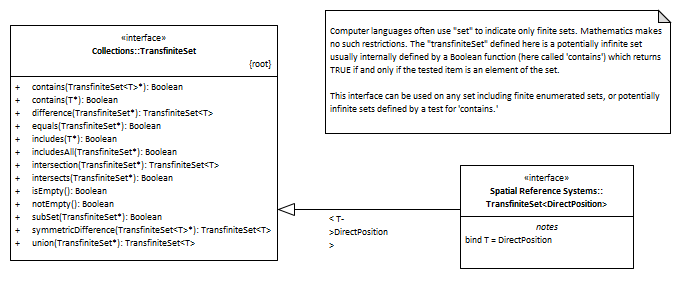 «interface»
Collections::TransfiniteSet
{root}
+ contains(TransfiniteSet<T>*): Boolean
+ contains(T*): Boolean
+ difference(TransfiniteSet*): TransfiniteSet<T>
+ equals(TransfiniteSet*): Boolean
+ includes(T*): Boolean
+ includesAll(TransfiniteSet*): Boolean
+ intersection(TransfiniteSet*): TransfiniteSet<T>
+ intersects(TransfiniteSet*): Boolean
+ isEmpty(): Boolean
+ notEmpty(): Boolean
+ subSet(TransfiniteSet*): Boolean
+ symmetricDifference(TransfiniteSet<T>*): TransfiniteSet<T>
+ union(TransfiniteSet*): TransfiniteSet<T>
Computer languages often use "set" to indicate only finite sets. Mathematics makes
no such restrictions. The "transfiniteSet" defined here is a potentially infinite set
usually internally defined by a Boolean function (here called 'contains') which returns
TRUE if and only if the tested item is an element of the set.
This interface can be used on any set including finite enumerated sets, or potentially
infinite sets defined by a test for 'contains.'
< T-
>DirectPosition
>
«interface»
Spatial Reference Systems::
TransfiniteSet<DirectPosition>
notes
bind T = DirectPosition